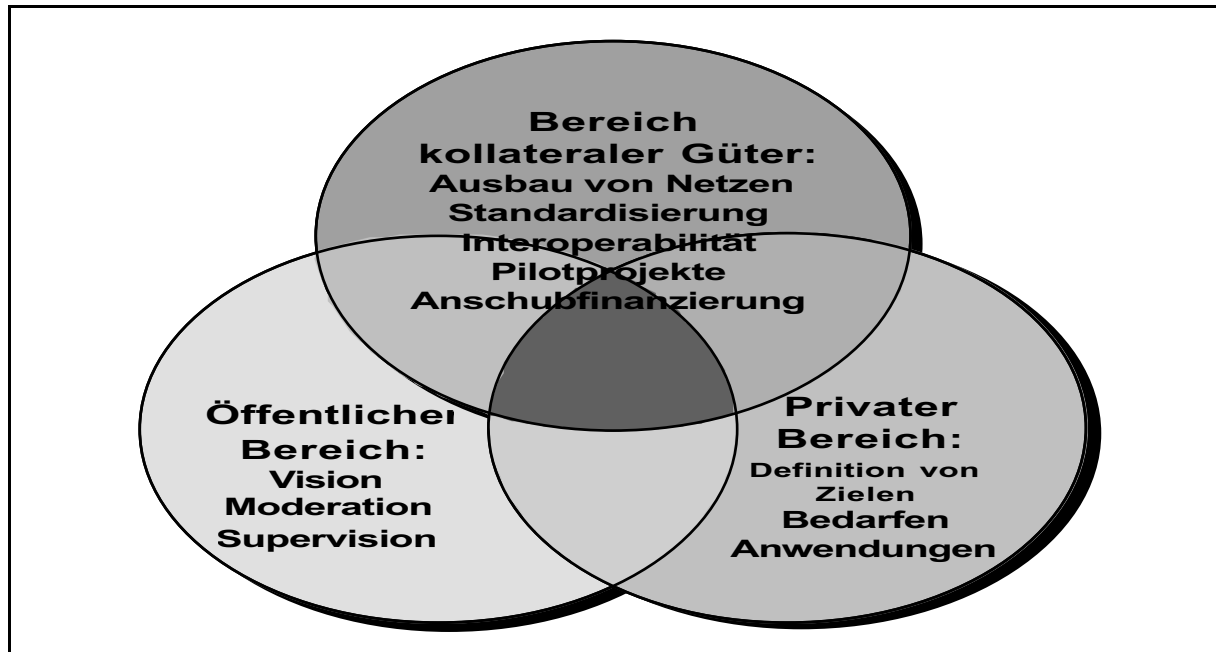 Bereich
kollateraler Güter:
Ausbau von Netzen
Standardisierung
Interoperabilität
Pilotprojekte
Anschubfinanzierung
Öffentlicher
Bereich:
Vision
Moderation
Supervision
Privater
Bereich:
Definition von
Zielen
Bedarfen
Anwendungen